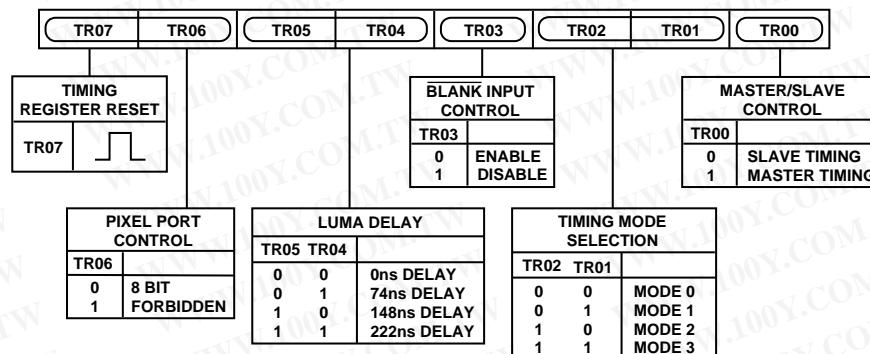 TR07 TR06 TR05 TR04 TR03 TR02 TR01 TR00
TIMING
REGISTER RESET
TR07
BLANK INPUT
CONTROL
TR03
0 ENABLE
1 DISABLE
MASTER/SLAVE
CONTROL
TR00
0 SLAVE TIMING
1 MASTER TIMING
PIXEL PORT
CONTROL
TR06
0 8 BIT
1 FORBIDDEN
LUMA DELAY
TR05 TR04
0 0 0ns DELAY
0 1 74ns DELAY
1 0 148ns DELAY
1 1 222ns DELAY
TIMING MODE
SELECTION
TR02 TR01
0 0 MODE 0
0 1 MODE 1
1 0 MODE 2
1 1 MODE 3
WWW.100Y.COM.TW